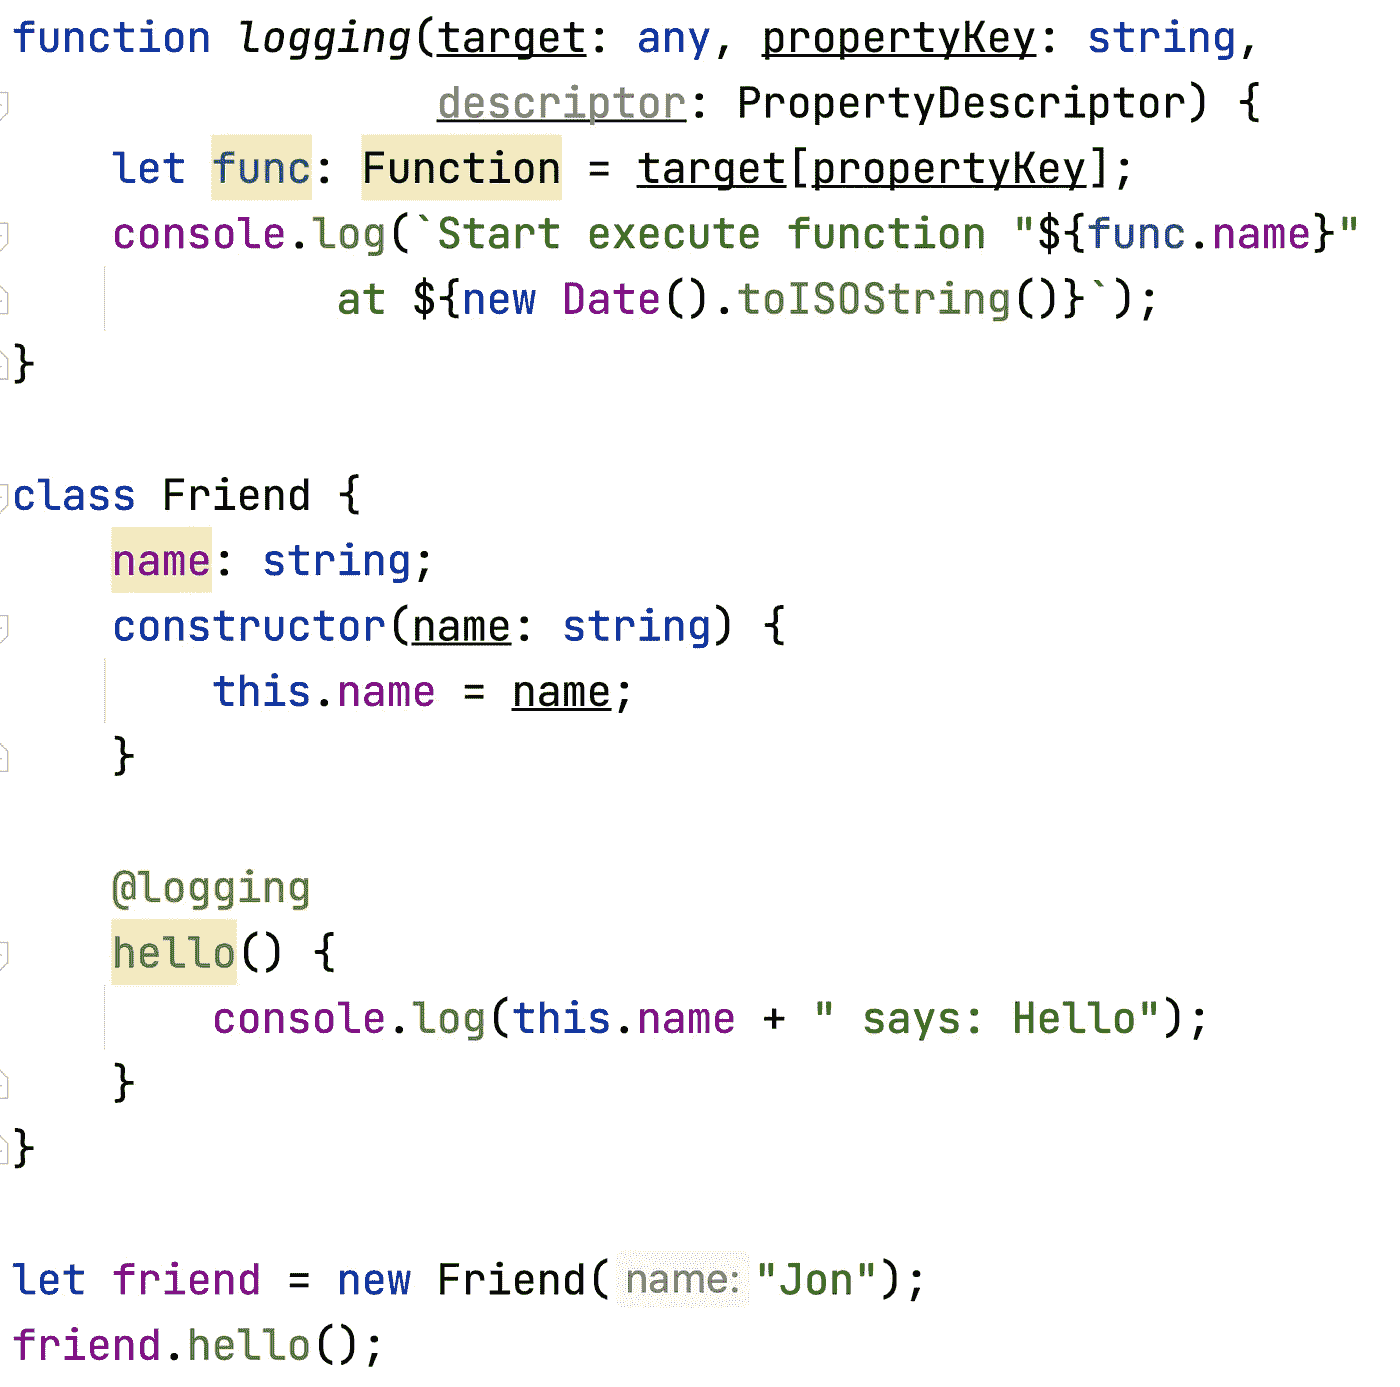 function logging(target: any, propertyKey: string,
                 descriptor: PropertyDescriptor) {
    let func: Function = target[propertyKey];
    console.log(`Start execute function "${func.name}"
             at ${new Date().toISOString()}`);
}

class Friend {
    name: string;
    constructor(name: string) {
        this.name = name;
    }

    @logging
    hello() {
        console.log(this.name + " says: Hello");
    }
}

let friend = new Friend( name: "Jon");
friend.hello();